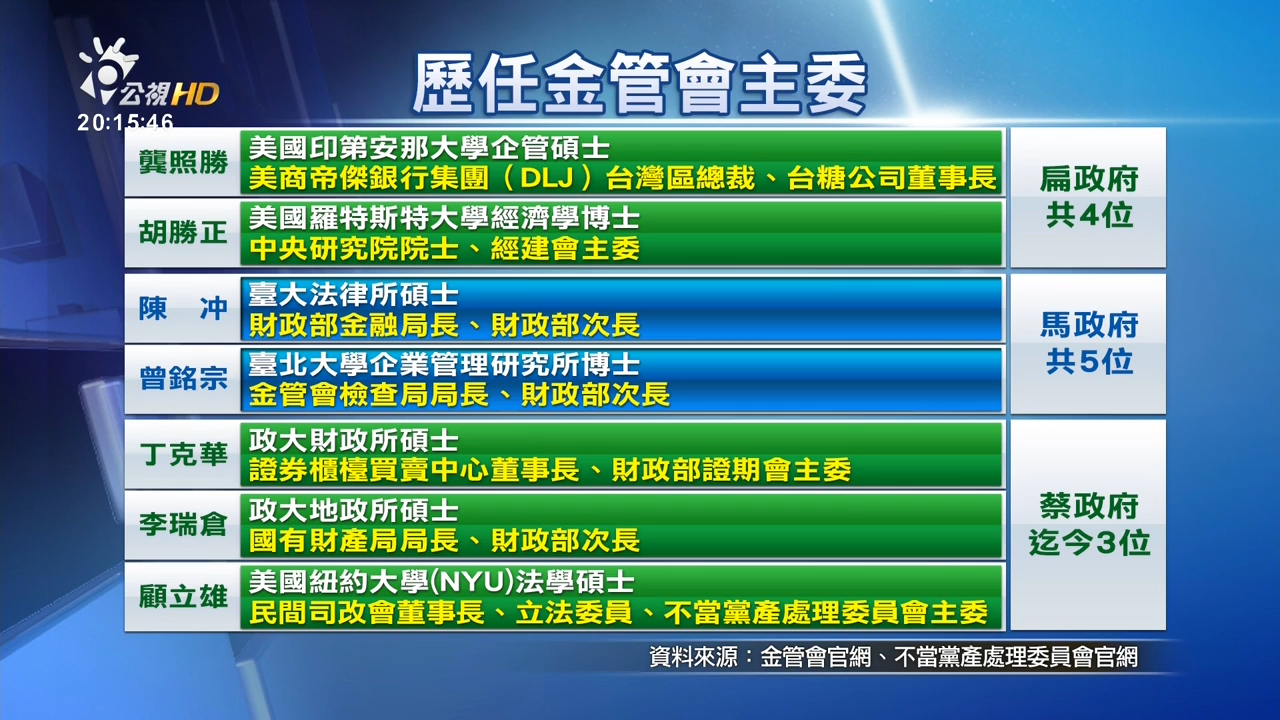 公視HD
20:15:46
歷任金管會主委
龔照勝
美國印第安那大學企管碩士
美商帝傑銀行集團（DLJ）台灣區總裁、台糖公司董事長
胡勝正
美國羅特斯特大學經濟學博士
中央研究院院士、經建會主委
扁政府
共4位
陳 冲
臺大法律所碩士
財政部金融局長、財政部次長
曾銘宗
臺北大學企業管理研究所博士
金管會檢查局局長、財政部次長
馬政府
共5位
丁克華
政大財政所碩士
證券櫃檯買賣中心董事長、財政部證期會主委
李瑞倉
政大地政所碩士
國有財產局局長、財政部次長
顧立雄
美國紐約大學(NYU)法學碩士
民間司改會董事長、立法委員、不當黨產處理委員會主委
蔡政府
迄今3位
資料來源：金管會官網、不當黨產處理委員會官網